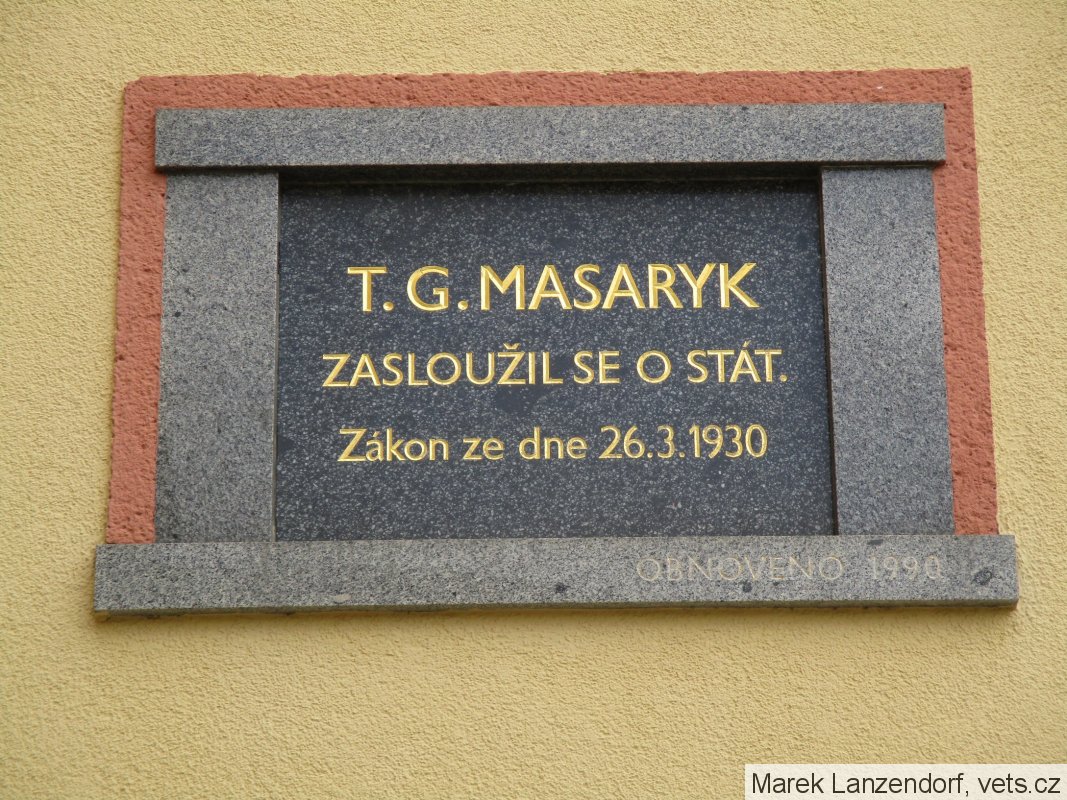 T. G. MASARYK
ZASLOUŽIL SE O STÁT.
Zákon ze dne 26.3.1930
OBNOVENO 1990
Marek Lanzendorf, vets.cz